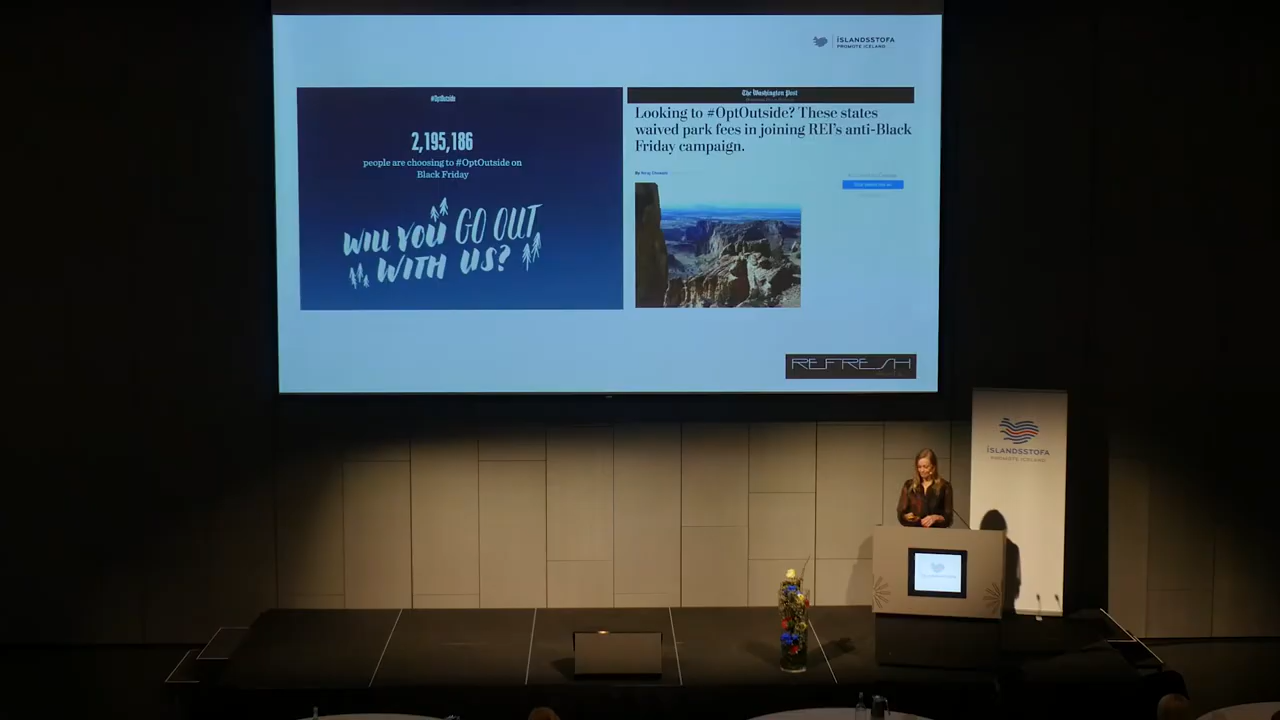 ÍSLANDSSTOFA
PROMOTE ICELAND
#OptOutside
2,195,186
people are choosing to #OptOutside on
Black Friday
WILL YOU GO OUT
WITH US?
The Washington Post
Looking to #OptOutside? These states
waived park fees in joining REI's anti-Black
Friday campaign.
By
REFRESH
ÍSLANDSSTOFA
PROMOTE ICELAND